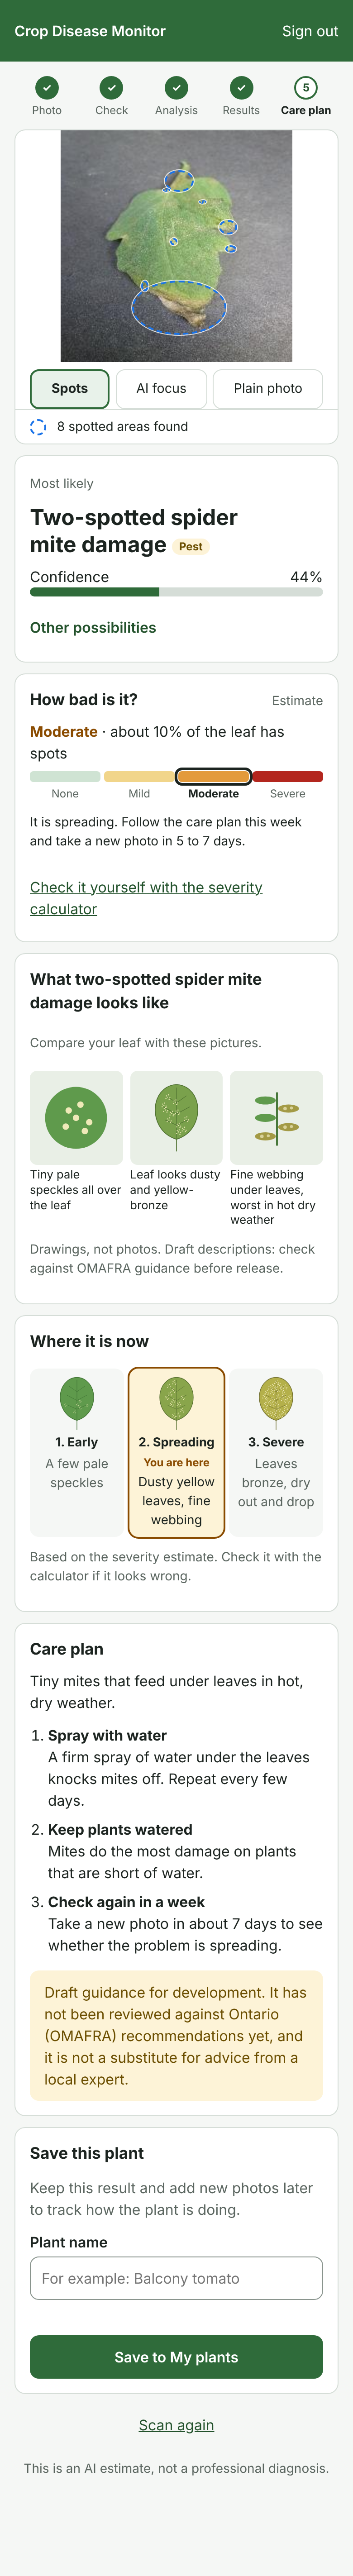 Crop Disease Monitor
Sign out
Photo
Check
Analysis
Results
5
Care plan
Spots
AI focus
Plain photo
8 spotted areas found
Most likely
Two-spotted spider
mite damage Pest
Confidence 44%
Other possibilities
How bad is it?
Estimate
Moderate · about 10% of the leaf has
spots
None
Mild
Moderate
Severe
It is spreading. Follow the care plan this week
and take a new photo in 5 to 7 days.
Check it yourself with the severity
calculator
What two-spotted spider mite
damage looks like
Compare your leaf with these pictures.
Tiny pale
speckles all over
the leaf
Leaf looks dusty
and yellow-
bronze
Fine webbing
under leaves,
worst in hot dry
weather
Drawings, not photos. Draft descriptions: check
against OMAFRA guidance before release.
Where it is now
1. Early
A few pale
speckles
2. Spreading
You are here
Dusty yellow
leaves, fine
webbing
3. Severe
Leaves
bronze, dry
out and drop
Based on the severity estimate. Check it with the
calculator if it looks wrong.
Care plan
Tiny mites that feed under leaves in hot,
dry weather.
1. Spray with water
A firm spray of water under the leaves
knocks mites off. Repeat every few
days.
2. Keep plants watered
Mites do the most damage on plants
that are short of water.
3. Check again in a week
Take a new photo in about 7 days to see
whether the problem is spreading.
Draft guidance for development. It has
not been reviewed against Ontario
(OMAFRA) recommendations yet, and
it is not a substitute for advice from a
local expert.
Save this plant
Keep this result and add new photos later
to track how the plant is doing.
Plant name
For example: Balcony tomato
Save to My plants
Scan again
This is an AI estimate, not a professional diagnosis.